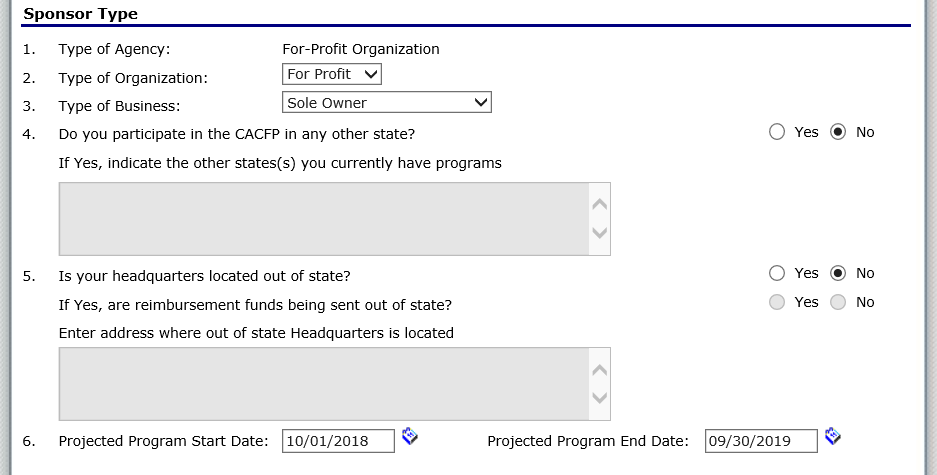 Sponsor Type
1. Type of Agency: For-Profit Organization
2. Type of Organization: For Profit
3. Type of Business: Sole Owner
4. Do you participate in the CACFP in any other state? Yes No
If Yes, indicate the other states(s) you currently have programs
5. Is your headquarters located out of state? Yes No
If Yes, are reimbursement funds being sent out of state? Yes No
Enter address where out of state Headquarters is located
6. Projected Program Start Date: 10/01/2018 Projected Program End Date: 09/30/2019